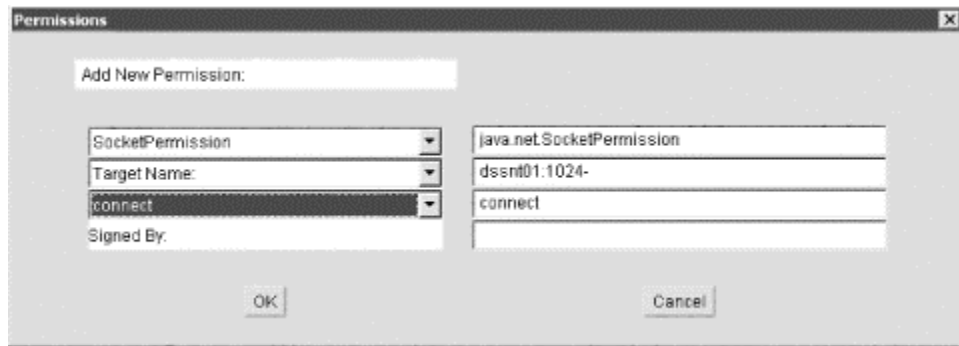 Permissions
Add New Permission:
SocketPermission java.net.SocketPermission
Target Name: dssnt01:1024-
connect connect
Signed By:
OK Cancel